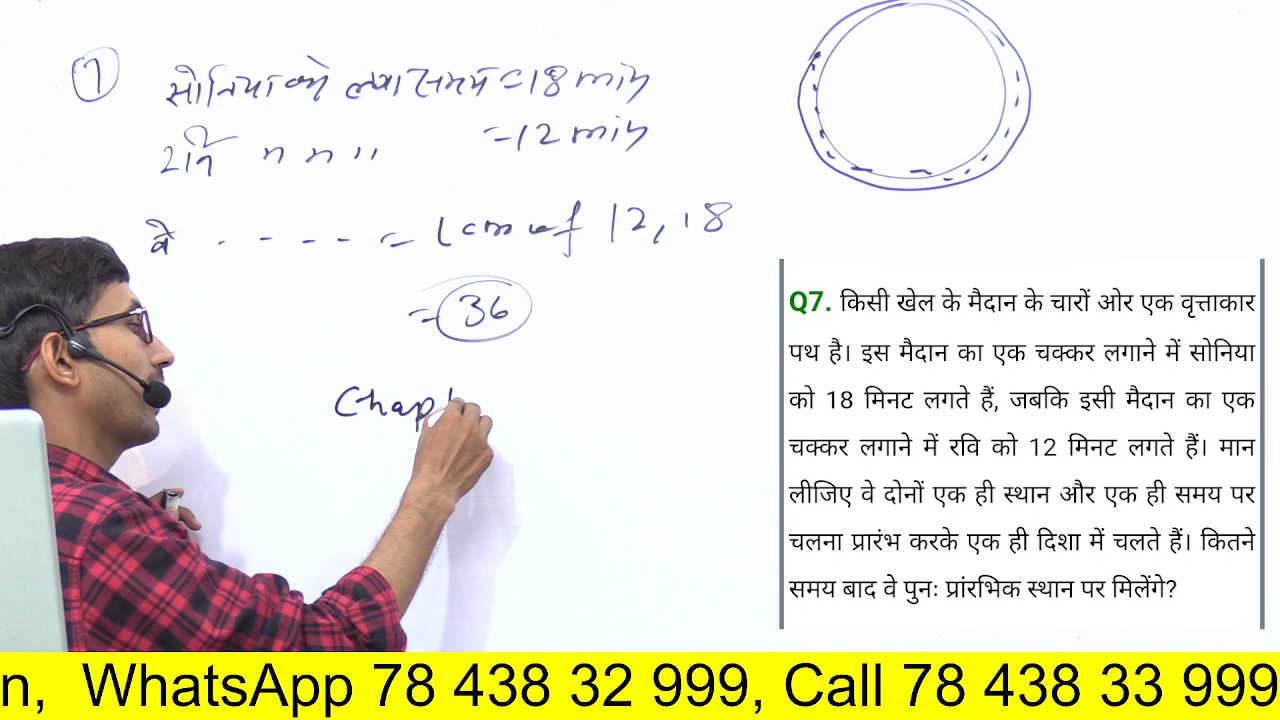 7
सोनिया को लगा समय = 18 min
रवि " " " = 12 min
वे - - - - = Lcm of 12, 18
= 36
Chapt
Q7. किसी खेल के मैदान के चारों ओर एक वृत्ताकार
पथ है। इस मैदान का एक चक्कर लगाने में सोनिया
को 18 मिनट लगते हैं, जबकि इसी मैदान का एक
चक्कर लगाने में रवि को 12 मिनट लगते हैं। मान
लीजिए वे दोनों एक ही स्थान और एक ही समय पर
चलना प्रारंभ करके एक ही दिशा में चलते हैं। कितने
समय बाद वे पुनः प्रांरभिक स्थान पर मिलेंगे?
n, WhatsApp 78 438 32 999, Call 78 438 33 999